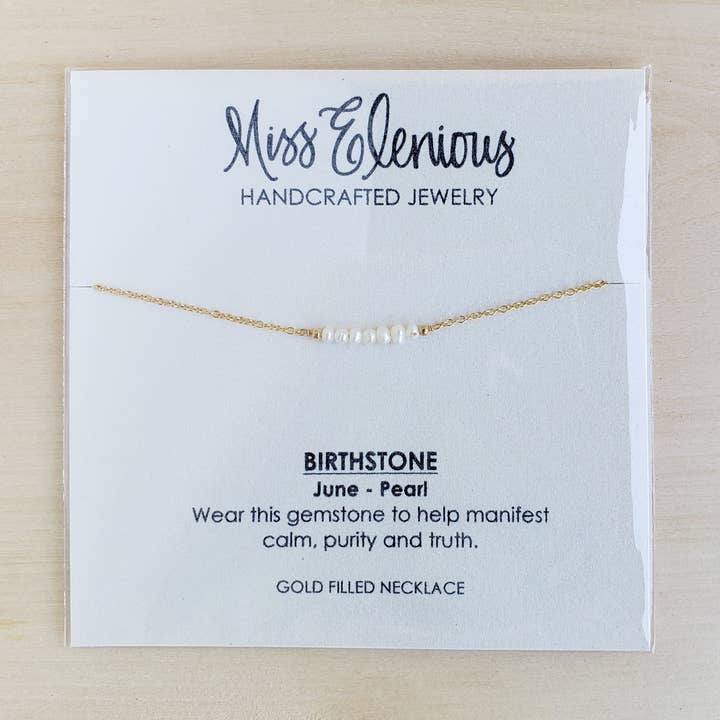 Miss Elenious
HANDCRAFTED JEWELRY
BIRTHSTONE
June - Pearl
Wear this gemstone to help manifest
calm, purity and truth.
GOLD FILLED NECKLACE